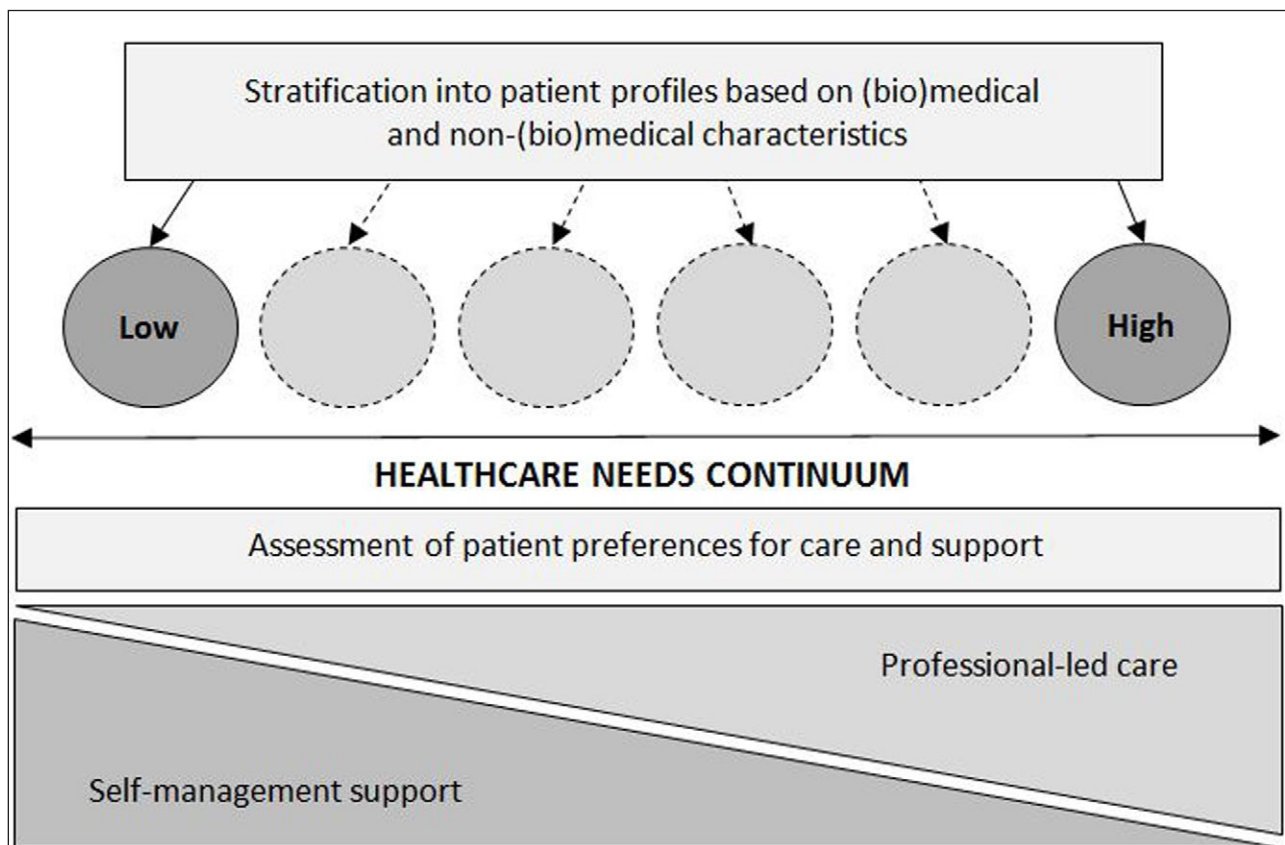 Stratification into patient profiles based on (bio)medical
and non-(bio)medical characteristics
Low
High
HEALTHCARE NEEDS CONTINUUM
Assessment of patient preferences for care and support
Professional-led care
Self-management support